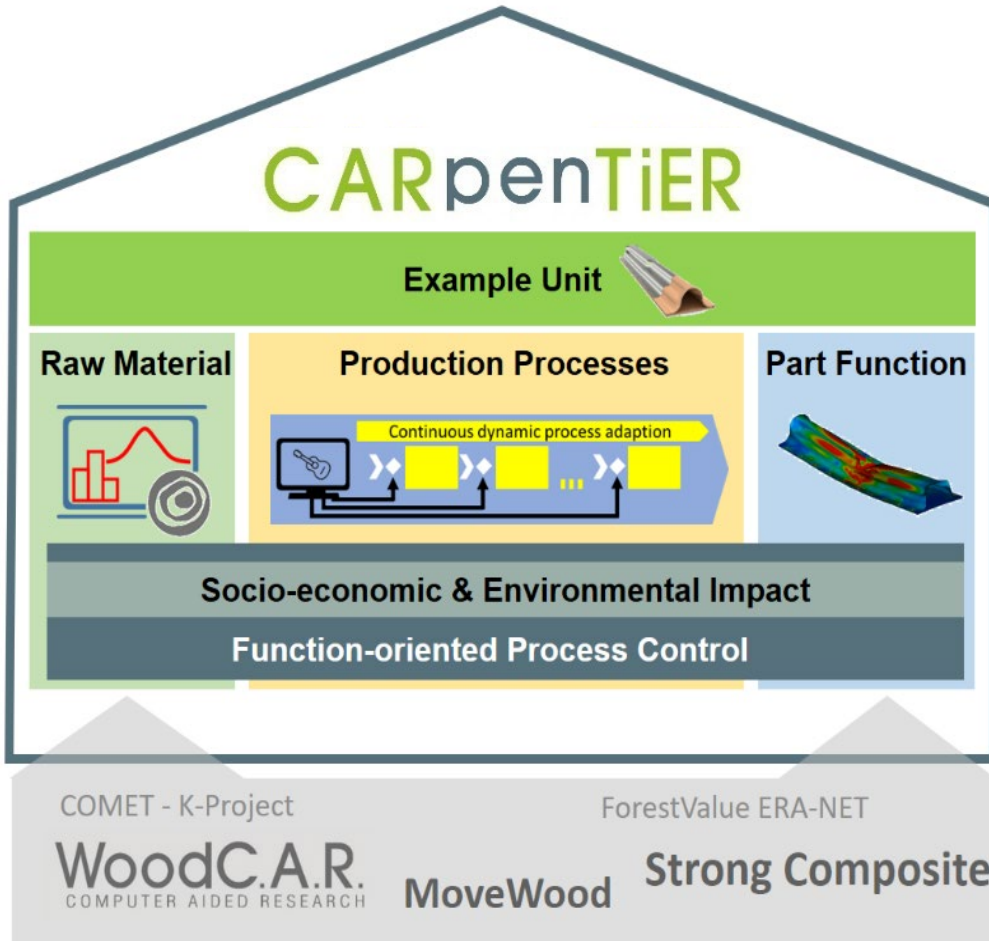 CARpenTiER
Example Unit
Raw Material
Production Processes
Part Function
Continuous dynamic process adaption
...
Socio-economic & Environmental Impact
Function-oriented Process Control
COMET - K-Project
ForestValue ERA-NET
WoodC.A.R.
COMPUTER AIDED RESEARCH
MoveWood
Strong Composite